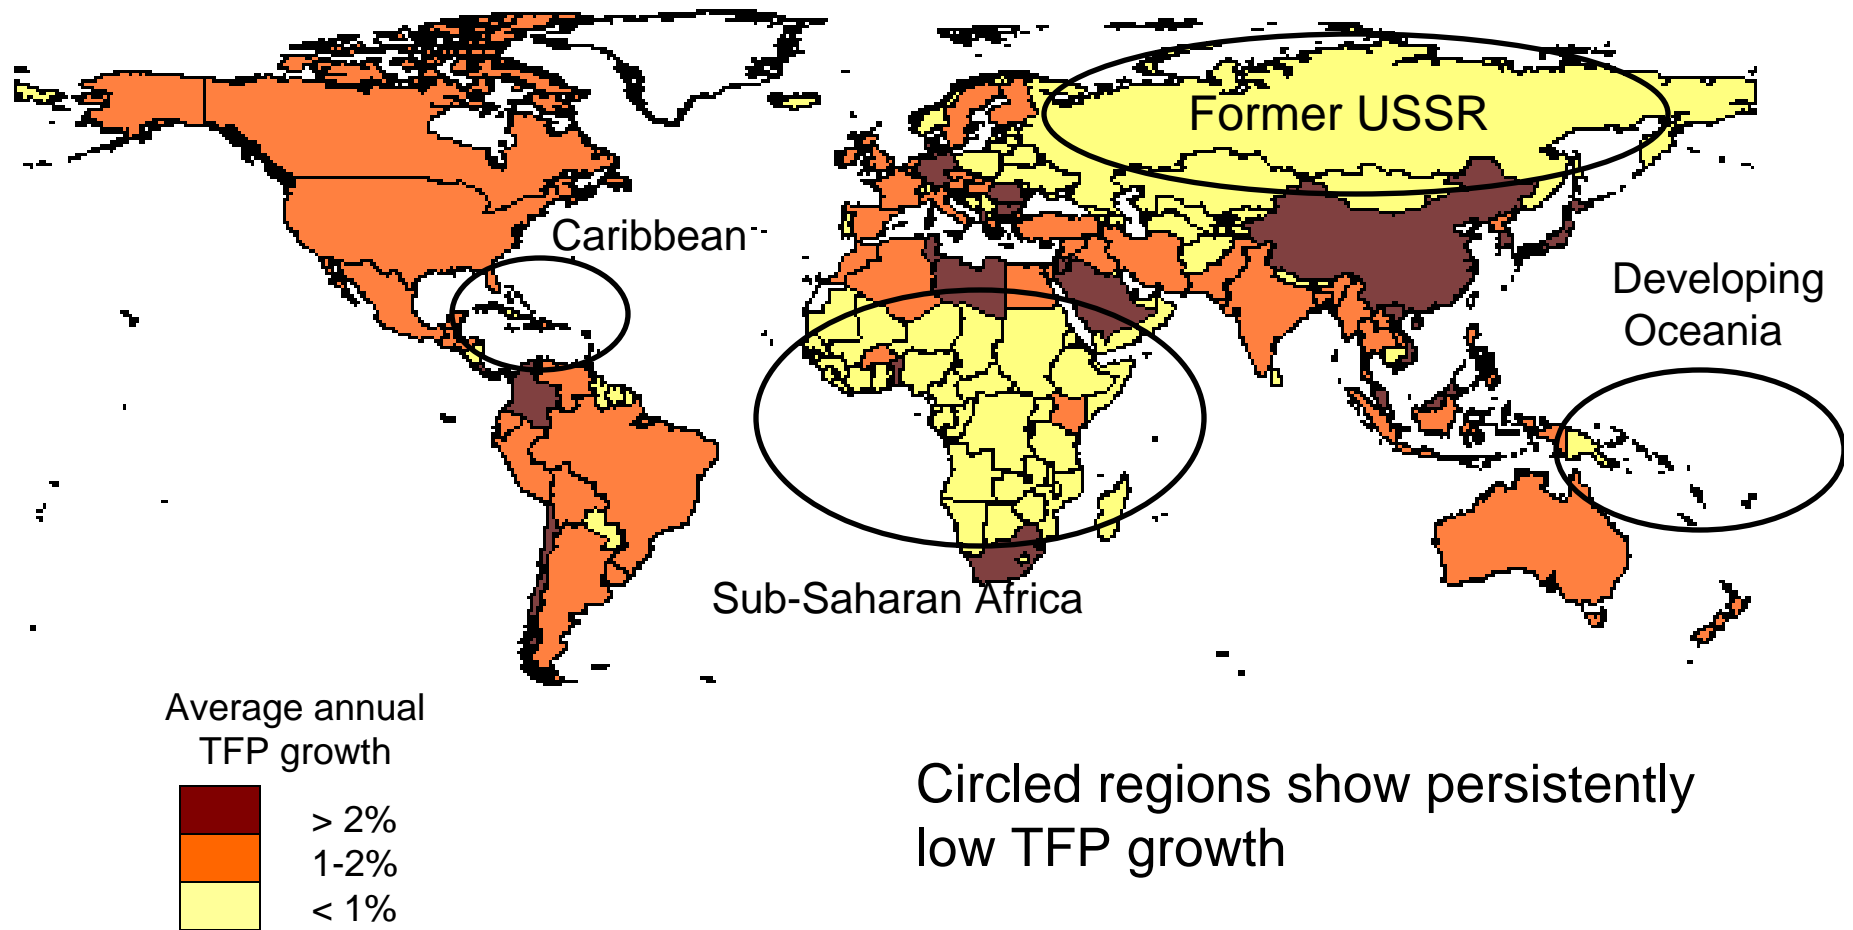 Former USSR
Caribbean
Developing
Oceania
Sub-Saharan Africa
Average annual
TFP growth
> 2%
1-2%
< 1%
Circled regions show persistently
low TFP growth